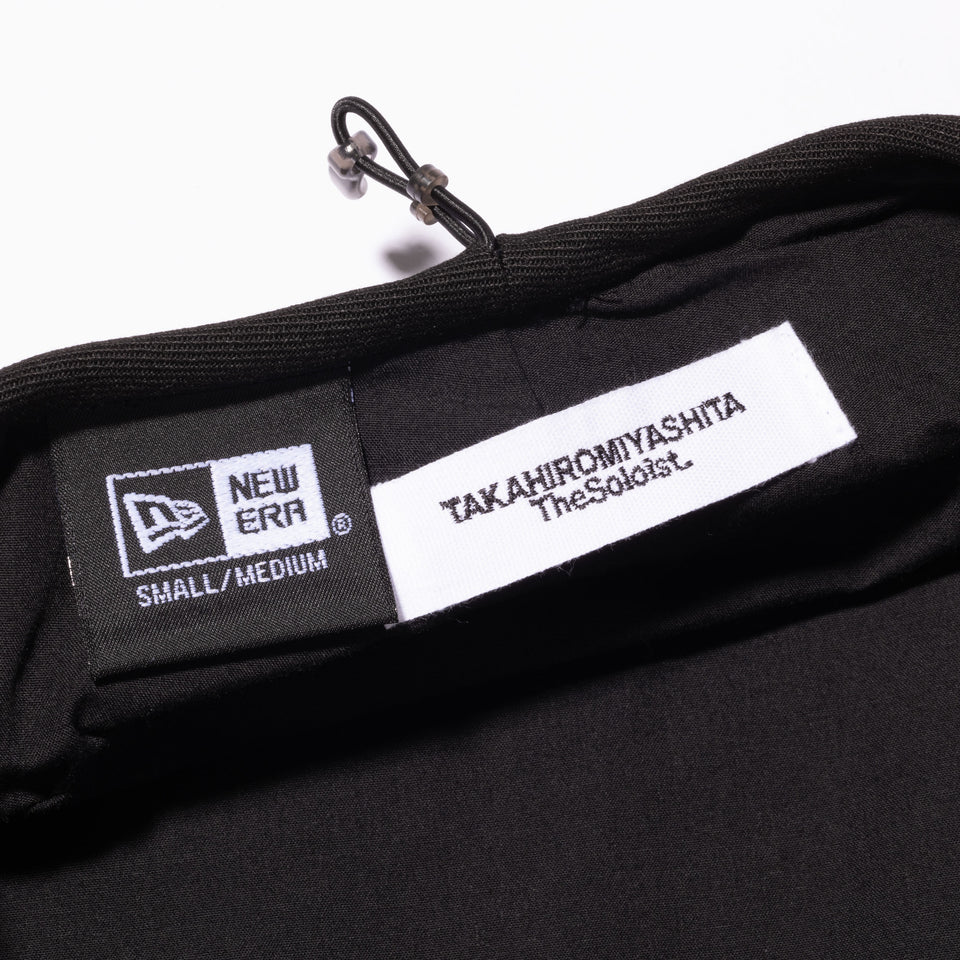 NEW
ERA
®
SMALL/MEDIUM
TAKAHIROMIYASHITA
TheSoloist.